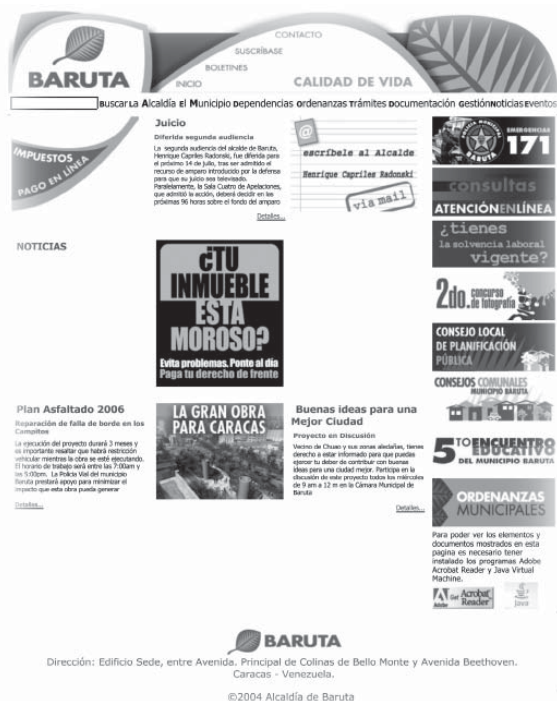 CONTACTO
SUSCRÍBASE
BOLETINES
INICIO
BARUTA
CALIDAD DE VIDA
Buscar La Alcaldía El Municipio Dependencias Ordenanzas Trámites Documentación Gestión Noticias Eventos
IMPUESTOS
PAGO EN LÍNEA
Juicio
Diferida segunda audiencia
La segunda audiencia del alcalde de Baruta,
Henrique Capriles Radonski, fue diferida para
el próximo 14 de julio, tras ser admitido el
recurso de amparo introducido por la defensa
para que su juicio sea televisado.
Paralelamente, la Sala Cuatro de Apelaciones,
que admitió la acción, deberá decidir en las
próximas 96 horas sobre el fondo del amparo
Detalles...
@
escríbele al Alcalde
Henrique Capriles Radonski
vía mail
POLICIA MUNICIPAL
BARUTA
EMERGENCIAS
171
consultas
ATENCIÓN EN LÍNEA
¿tienes
la solvencia laboral
vigente?
2do. concurso
de fotografía
CONSEJO LOCAL
DE PLANIFICACIÓN
PÚBLICA
CONSEJOS COMUNALES
MUNICIPIO BARUTA
5TO ENCUENTRO
EDUCATIVO
DEL MUNICIPIO BARUTA
ORDENANZAS
MUNICIPALES
Para poder ver los elementos y
documentos mostrados en esta
pagina es necesario tener
instalado los programas Adobe
Acrobat Reader y Java Virtual
Machine.
Adobe
Get Acrobat
Reader
Java
NOTICIAS
¿TU
INMUEBLE
ESTÁ
MOROSO?
Evita problemas. Ponte al día
Paga tu derecho de frente
Plan Asfaltado 2006
Reparación de falla de borde en los
Campitos
La ejecución del proyecto durará 3 meses y
es importante resaltar que habrá restricción
vehicular mientras la obra se esté ejecutando.
El horario de trabajo será entre las 7:00am y
las 5:00pm. La Policía Vial del municipio
Baruta prestará apoyo para minimizar el
impacto que esta obra pueda generar
Detalles...
LA GRAN OBRA
PARA CARACAS
Buenas ideas para una
Mejor Ciudad
Proyecto en Discusión
Vecino de Chuao y sus zonas aledañas, tienes
derecho a estar informado para que puedas
ejercer tu deber de contribuir con buenas
ideas para una ciudad mejor. Participa en la
discusión de este proyecto todos los miércoles
de 9 am a 12 m en la Cámara Municipal de
Baruta
Detalles...
BARUTA
Dirección: Edificio Sede, entre Avenida. Principal de Colinas de Bello Monte y Avenida Beethoven.
Caracas - Venezuela.
©2004 Alcaldía de Baruta